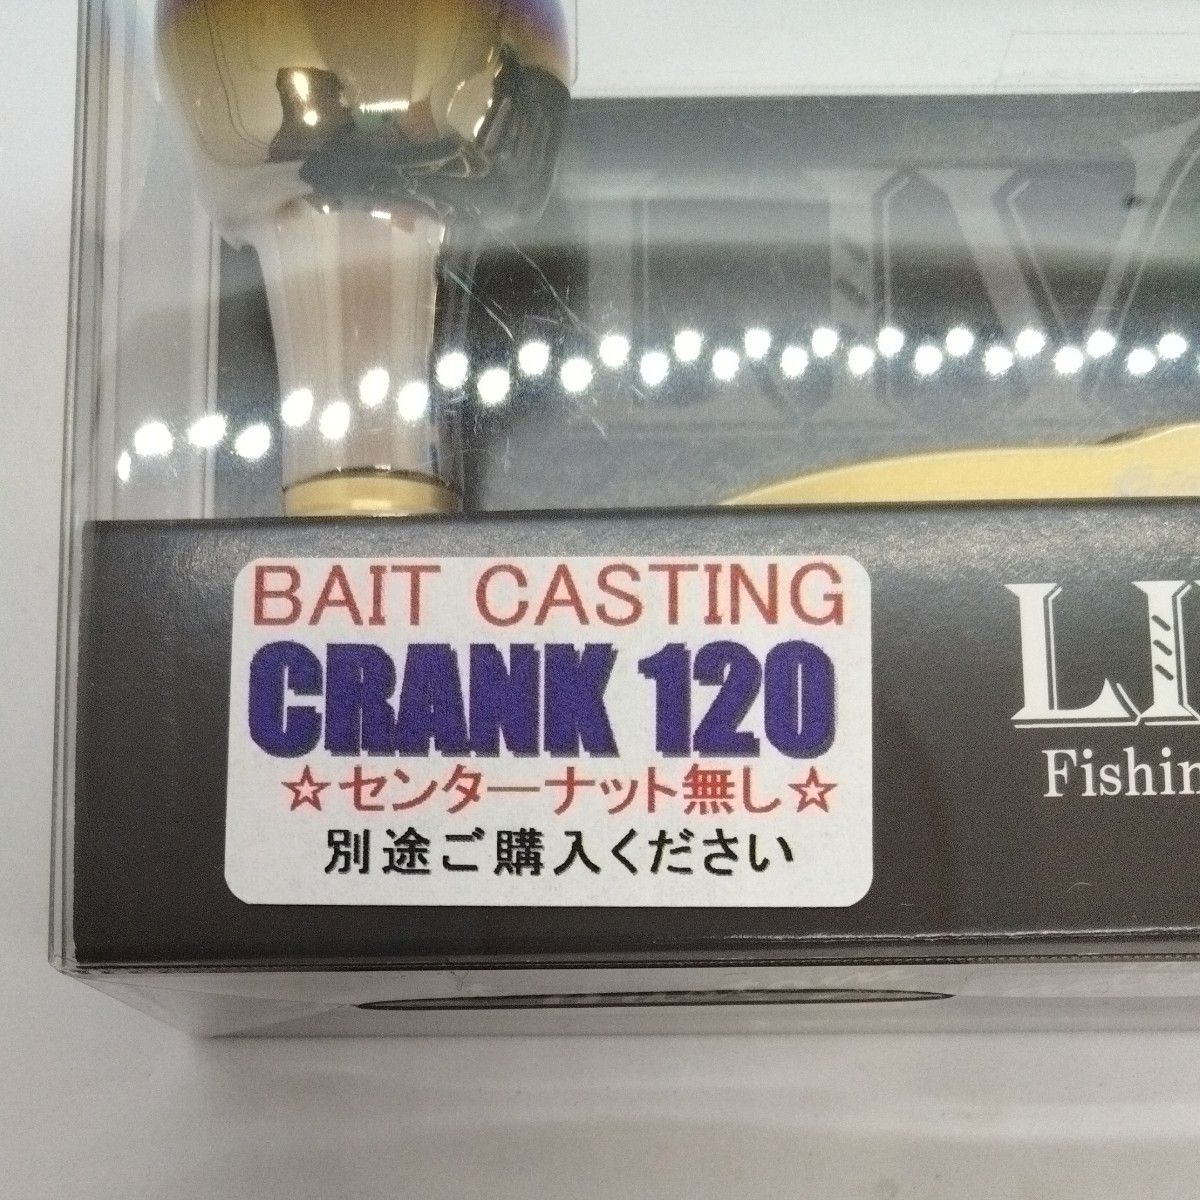 BAIT CASTING
CRANK 120
☆センターナット無し☆
別途ご購入ください
LI
Fishin